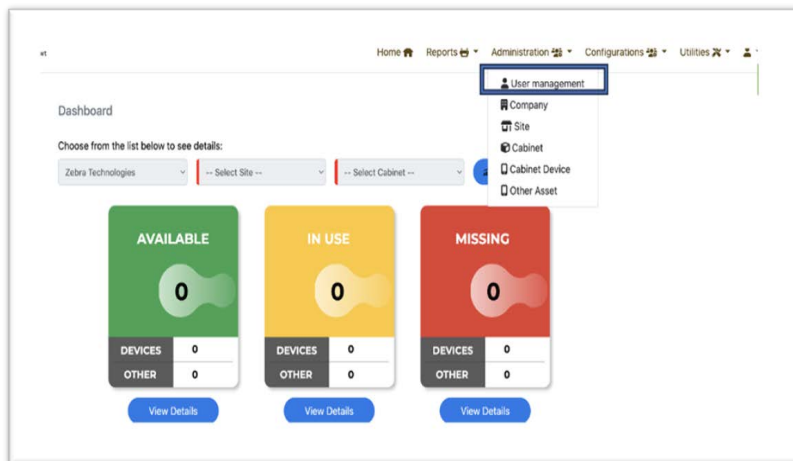 et
Home Reports Administration Configurations Utilities
User management
Company
Site
Cabinet
Cabinet Device
Other Asset
Dashboard
Choose from the list below to see details:
Zebra Technologies -- Select Site -- -- Select Cabinet --
AVAILABLE IN USE MISSING
0 0 0
DEVICES 0 DEVICES 0 DEVICES 0
OTHER 0 OTHER 0 OTHER 0
View Details View Details View Details